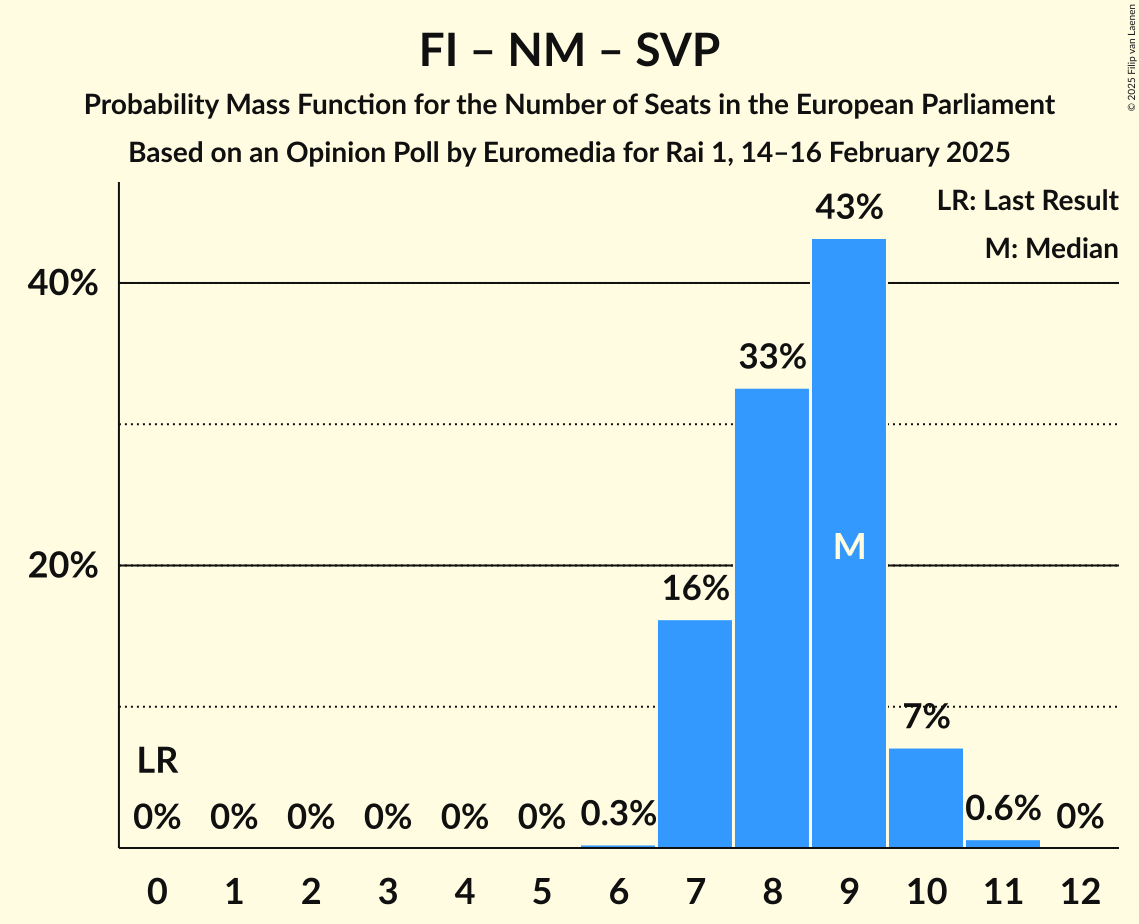 FI – NM – SVP
Probability Mass Function for the Number of Seats in the European Parliament
Based on an Opinion Poll by Euromedia for Rai 1, 14–16 February 2025
© 2025 Filip van Laenen
LR: Last Result
M: Median
43%
40%
33%
M
20%
16%
7%
LR
0% 0% 0% 0% 0% 0% 0.3% 0.6% 0%
0 1 2 3 4 5 6 7 8 9 10 11 12